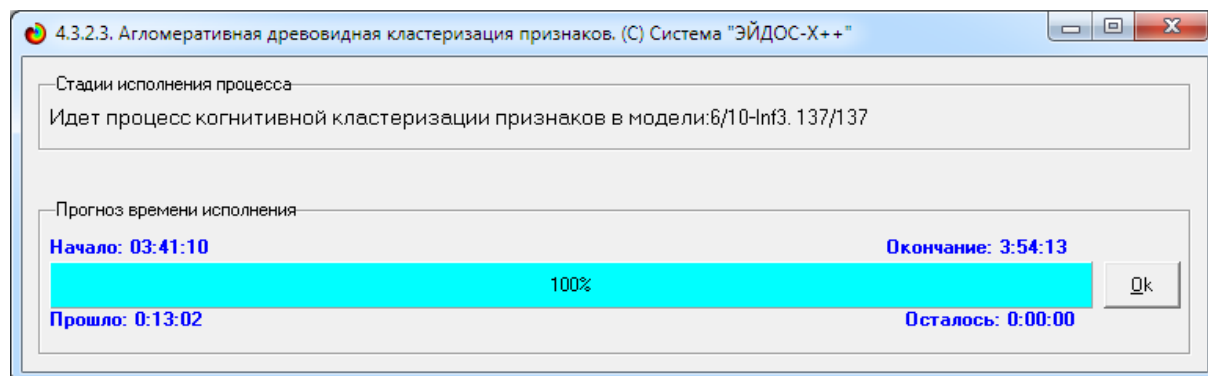 4.3.2.3. Агломеративная древовидная кластеризация признаков. (C) Система "ЭЙДОС-X++"
Стадии исполнения процесса
Идет процесс когнитивной кластеризации признаков в модели:6/10-Inf3. 137/137
Прогноз времени исполнения
Начало: 03:41:10 Окончание: 3:54:13
100% Ok
Прошло: 0:13:02 Осталось: 0:00:00